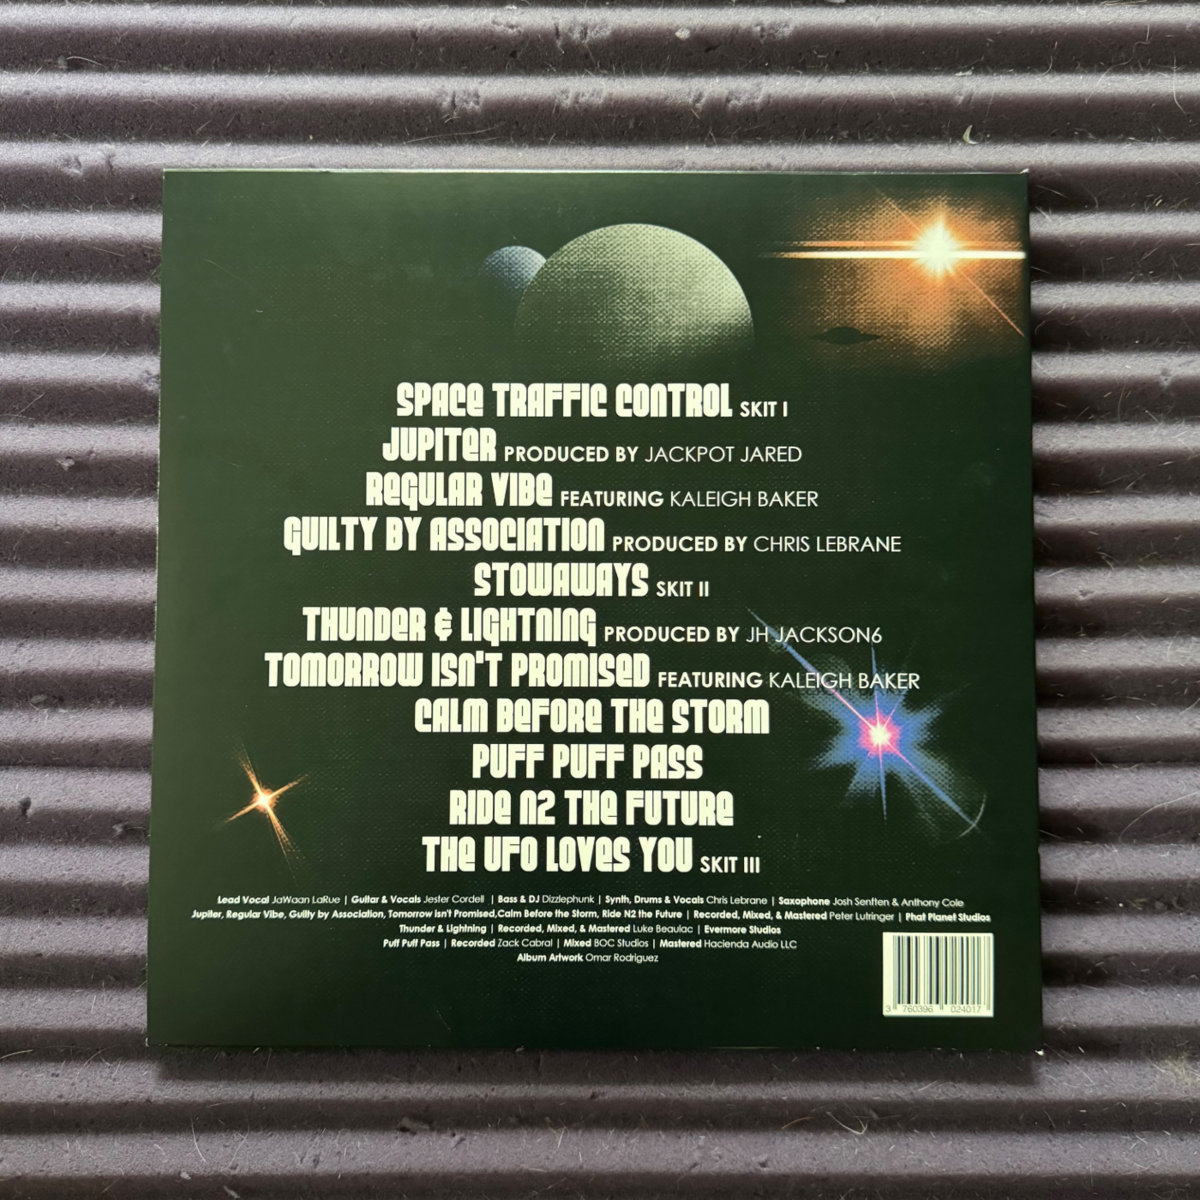 SPACE TRAFFIC CONTROL SKIT I
JUPITER PRODUCED BY JACKPOT JARED
REGULAR VIBE FEATURING KALEIGH BAKER
GUILTY BY ASSOCIATION PRODUCED BY CHRIS LEBRANE
STOWAWAYS SKIT II
THUNDER & LIGHTNING PRODUCED BY JH JACKSON6
TOMORROW ISN'T PROMISED FEATURING KALEIGH BAKER
CALM BEFORE THE STORM
PUFF PUFF PASS
RIDE N2 THE FUTURE
THE UFO LOVES YOU SKIT III
Lead Vocal JaWaan LaRue | Guitar & Vocals Jester Cordell | Bass & DJ Dizzlephunk | Synth, Drums & Vocals Chris Lebrane | Saxophone Josh Senften & Anthony Cole
Jupiter, Regular Vibe, Guilty by Association, Tomorrow isn't Promised,Calm Before the Storm, Ride N2 the Future | Recorded, Mixed, & Mastered Peter Lutringer | Phat Planet Studios
Thunder & Lightning | Recorded, Mixed, & Mastered Luke Beaulac | Evermore Studios
Puff Puff Pass | Recorded Zack Cabral | Mixed BOC Studios | Mastered Hacienda Audio LLC
Album Artwork Omar Rodriguez
3 760396 024017